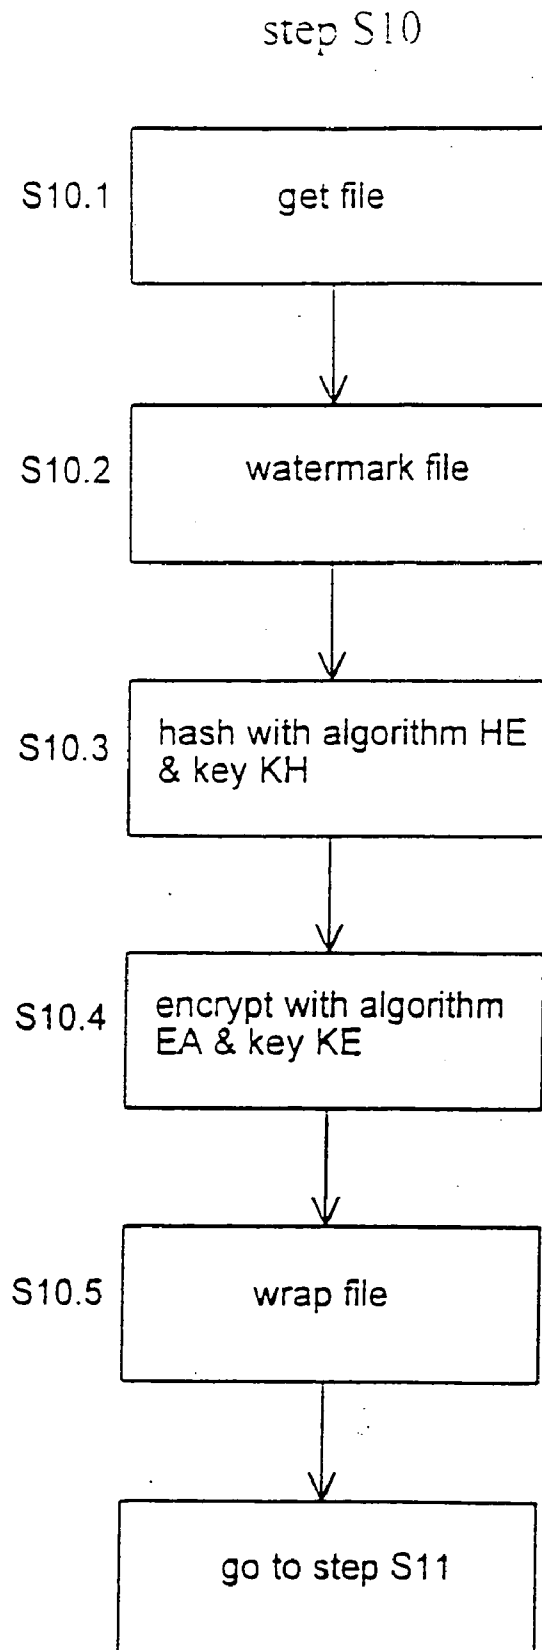 step S10
S10.1
get file
S10.2
watermark file
S10.3
hash with algorithm HE
& key KH
S10.4
encrypt with algorithm
EA & key KE
S10.5
wrap file
go to step S11